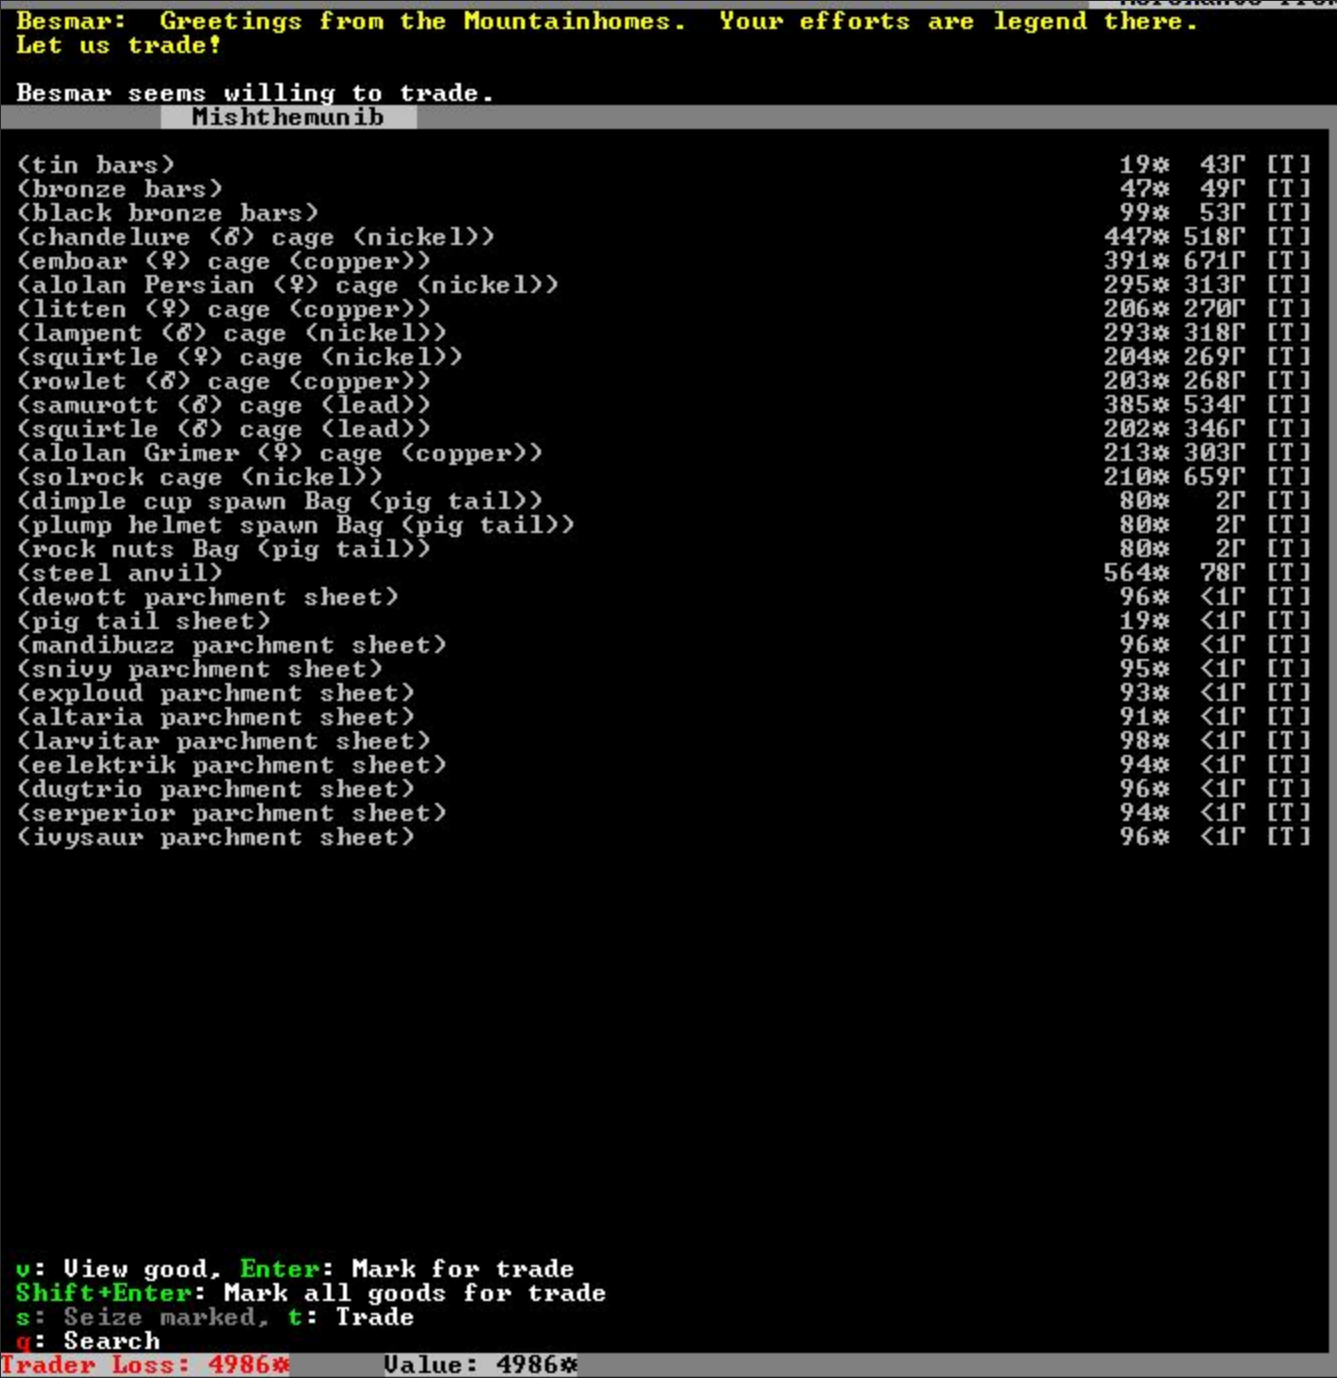 Besmar: Greetings from the Mountainhomes. Your efforts are legend there.
Let us trade!
Besmar seems willing to trade.
Mishthemunib
(tin bars) 19☼ 43Γ [T]
(bronze bars) 47☼ 49Γ [T]
(black bronze bars) 99☼ 53Γ [T]
(chandelure (♂) cage (nickel)) 447☼ 518Γ [T]
(emboar (♀) cage (copper)) 391☼ 671Γ [T]
(alolan Persian (♀) cage (nickel)) 295☼ 313Γ [T]
(litten (♀) cage (copper)) 206☼ 270Γ [T]
(lampent (♂) cage (nickel)) 293☼ 318Γ [T]
(squirtle (♀) cage (nickel)) 204☼ 269Γ [T]
(rowlet (♂) cage (copper)) 203☼ 268Γ [T]
(samurott (♂) cage (lead)) 385☼ 534Γ [T]
(squirtle (♂) cage (lead)) 202☼ 346Γ [T]
(alolan Grimer (♀) cage (copper)) 213☼ 303Γ [T]
(solrock cage (nickel)) 210☼ 659Γ [T]
(dimple cup spawn Bag (pig tail)) 80☼ 2Γ [T]
(plump helmet spawn Bag (pig tail)) 80☼ 2Γ [T]
(rock nuts Bag (pig tail)) 80☼ 2Γ [T]
(steel anvil) 564☼ 78Γ [T]
(dewott parchment sheet) 96☼ <1Γ [T]
(pig tail sheet) 19☼ <1Γ [T]
(mandibuzz parchment sheet) 96☼ <1Γ [T]
(snivy parchment sheet) 95☼ <1Γ [T]
(exploud parchment sheet) 93☼ <1Γ [T]
(altaria parchment sheet) 91☼ <1Γ [T]
(larvitar parchment sheet) 98☼ <1Γ [T]
(eelektrik parchment sheet) 94☼ <1Γ [T]
(dugtrio parchment sheet) 96☼ <1Γ [T]
(serperior parchment sheet) 94☼ <1Γ [T]
(ivysaur parchment sheet) 96☼ <1Γ [T]
v: View good, Enter: Mark for trade
Shift+Enter: Mark all goods for trade
s: Seize marked, t: Trade
q: Search
Trader Loss: 4986☼ Value: 4986☼